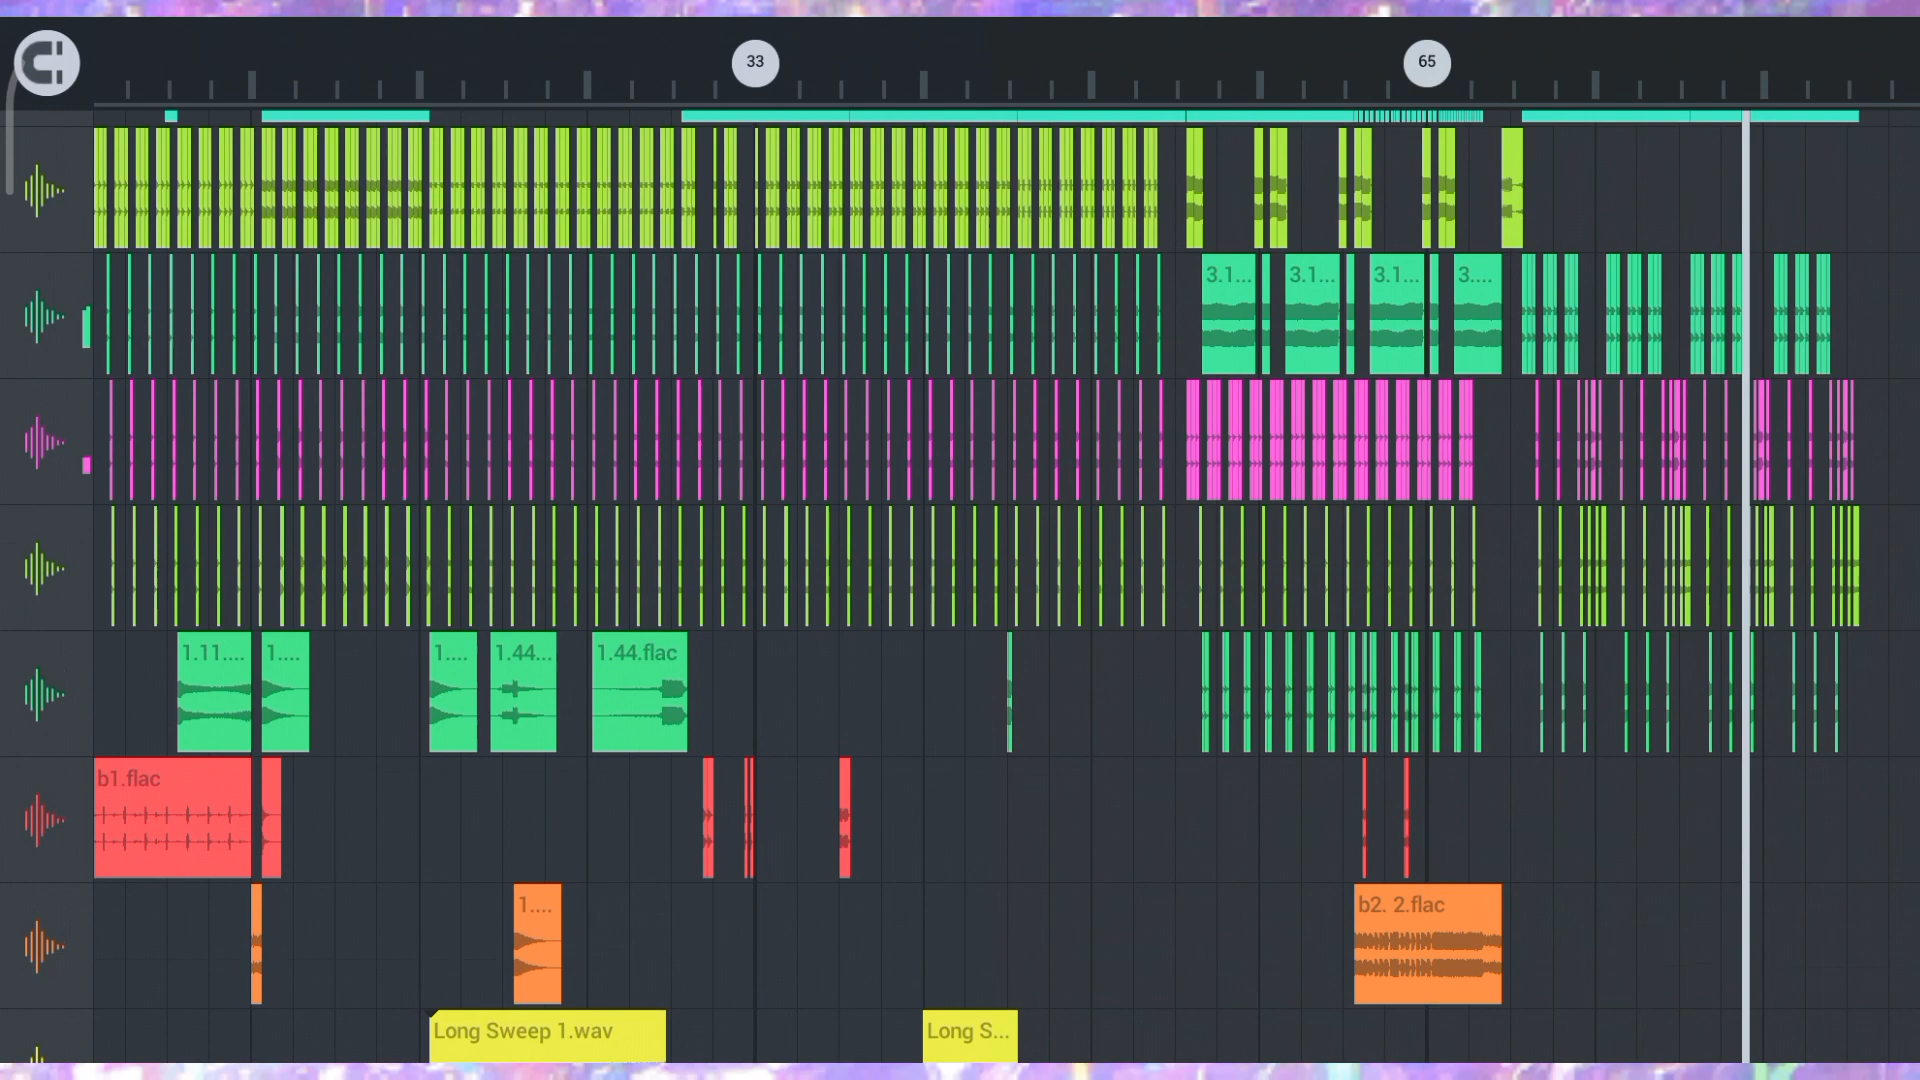 33
65
3.1...
3.1...
3.1...
3....
1.11....
1....
1....
1.44...
1.44.flac
b1.flac
1....
b2. 2.flac
Long Sweep 1.wav
Long S...